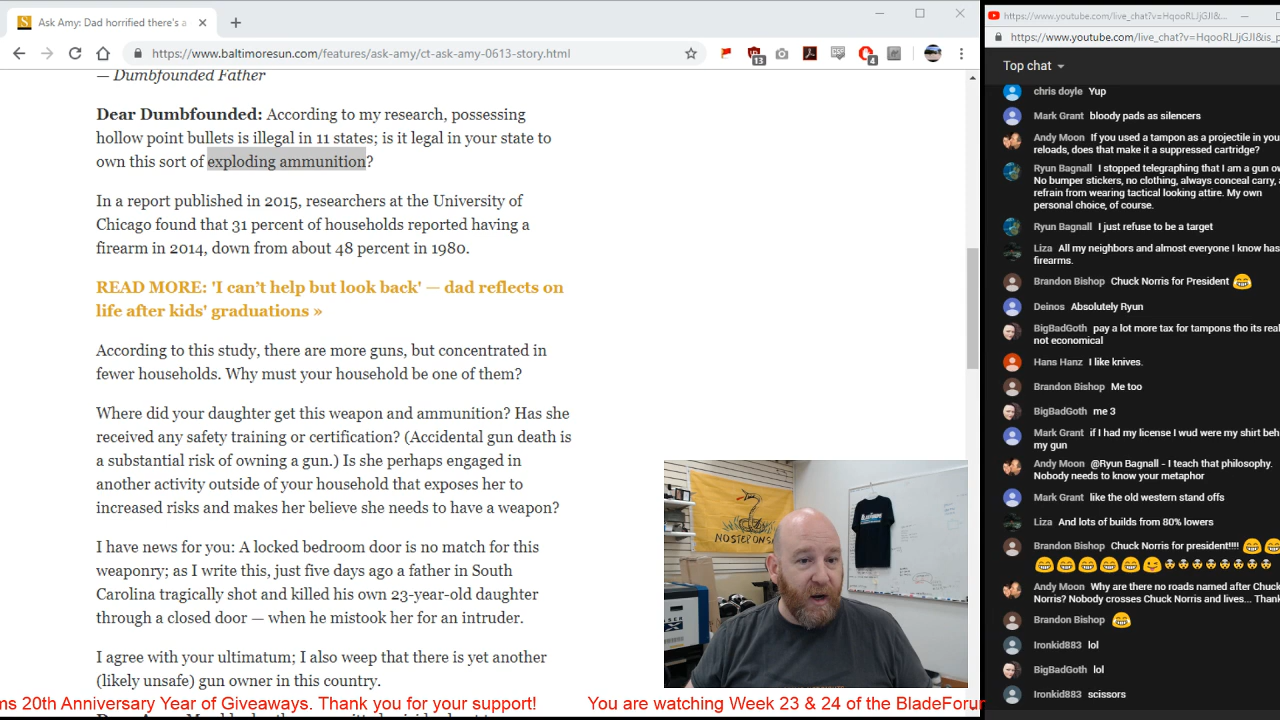 Ask Amy: Dad horrified there's a
https://www.baltimoresun.com/features/ask-amy/ct-ask-amy-0613-story.html
13
4
— Dumbfounded Father
Dear Dumbfounded: According to my research, possessing
hollow point bullets is illegal in 11 states; is it legal in your state to
own this sort of exploding ammunition?
In a report published in 2015, researchers at the University of
Chicago found that 31 percent of households reported having a
firearm in 2014, down from about 48 percent in 1980.
READ MORE: 'I can't help but look back' — dad reflects on
life after kids' graduations »
According to this study, there are more guns, but concentrated in
fewer households. Why must your household be one of them?
Where did your daughter get this weapon and ammunition? Has she
received any safety training or certification? (Accidental gun death is
a substantial risk of owning a gun.) Is she perhaps engaged in
another activity outside of your household that exposes her to
increased risks and makes her believe she needs to have a weapon?
I have news for you: A locked bedroom door is no match for this
weaponry; as I write this, just five days ago a father in South
Carolina tragically shot and killed his own 23-year-old daughter
through a closed door — when he mistook her for an intruder.
I agree with your ultimatum; I also weep that there is yet another
(likely unsafe) gun owner in this country.
NO STEP ON S
ms 20th Anniversary Year of Giveaways. Thank you for your support! You are watching Week 23 & 24 of the BladeForum
https://www.youtube.com/live_chat?v=HqooRLJjGJI&...
https://www.youtube.com/live_chat?v=HqooRLJjGJI&is_p
Top chat
chris doyle Yup
Mark Grant bloody pads as silencers
Andy Moon If you used a tampon as a projectile in you
reloads, does that make it a suppressed cartridge?
Ryun Bagnall I stopped telegraphing that I am a gun ow
No bumper stickers, no clothing, always conceal carry, a
refrain from wearing tactical looking attire. My own
personal choice, of course.
Ryun Bagnall I just refuse to be a target
Liza All my neighbors and almost everyone I know has
firearms.
Brandon Bishop Chuck Norris for President 😂
Deinos Absolutely Ryun
BigBadGoth pay a lot more tax for tampons tho its real
not economical
Hans Hanz I like knives.
Brandon Bishop Me too
BigBadGoth me 3
Mark Grant if I had my license I wud were my shirt beh
my gun
Andy Moon @Ryun Bagnall - I teach that philosophy.
Nobody needs to know your metaphor
Mark Grant like the old western stand offs
Liza And lots of builds from 80% lowers
Brandon Bishop Chuck Norris for president!!!!
Andy Moon Why are there no roads named after Chuck
Norris? Nobody crosses Chuck Norris and lives... Thank
Brandon Bishop 😂
Ironkid883 lol
BigBadGoth lol
Ironkid883 scissors